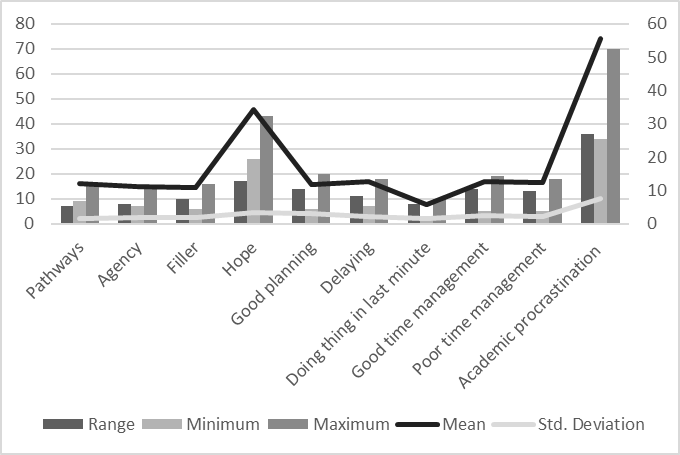 80
70
60
50
40
30
20
10
0
60
50
40
30
20
10
0
Pathways
Agency
Filler
Hope
Good planning
Delaying
Doing thing in last minute
Good time management
Poor time management
Academic procrastination
Range Minimum Maximum Mean Std. Deviation